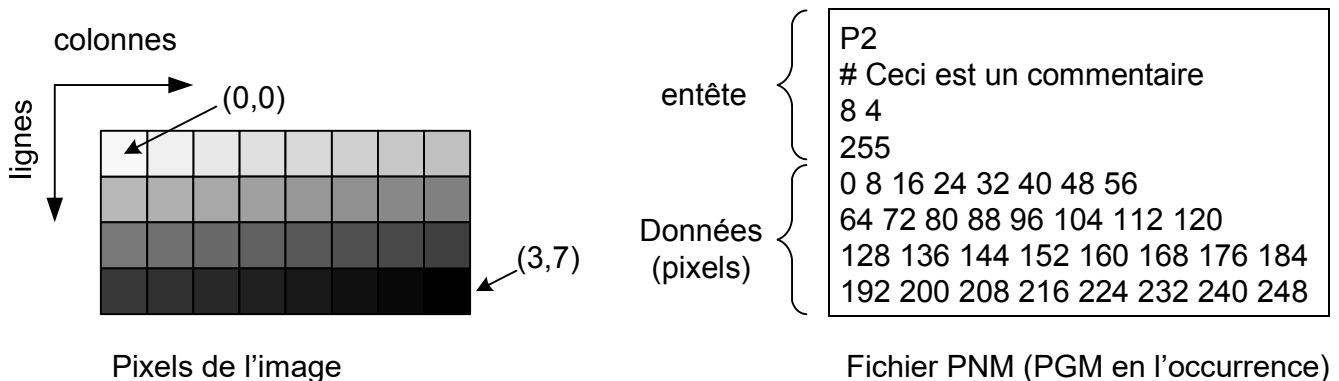 colonnes
lignes
(0,0)
(3,7)
Pixels de l’image
entête
Données
(pixels)
P2
# Ceci est un commentaire
8 4
255
0 8 16 24 32 40 48 56
64 72 80 88 96 104 112 120
128 136 144 152 160 168 176 184
192 200 208 216 224 232 240 248
Fichier PNM (PGM en l’occurrence)